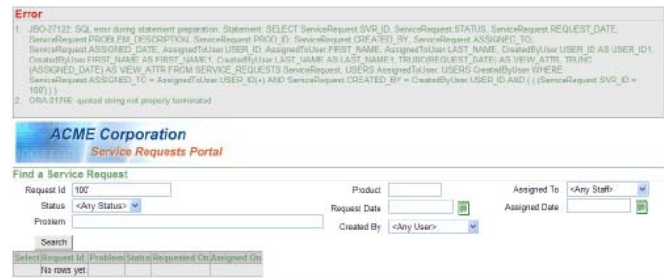 Error
1. JBO-27122: SQL error during statement preparation. Statement: SELECT ServiceRequest.SVR_ID, ServiceRequest.STATUS, ServiceRequest.REQUEST_DATE,
ServiceRequest.PROBLEM_DESCRIPTION, ServiceRequest.PROD_ID, ServiceRequest.CREATED_BY, ServiceRequest.ASSIGNED_TO,
ServiceRequest.ASSIGNED_DATE, AssignedToUser.USER_ID, AssignedToUser.FIRST_NAME, AssignedToUser.LAST_NAME, CreatedByUser.USER_ID AS USER_ID1,
CreatedByUser.FIRST_NAME AS FIRST_NAME1, CreatedByUser.LAST_NAME AS LAST_NAME1, TRUNC(REQUEST_DATE) AS VIEW_ATTR, TRUNC
(ASSIGNED_DATE) AS VIEW_ATTR FROM SERVICE_REQUESTS ServiceRequest, USERS AssignedToUser, USERS CreatedByUser WHERE
ServiceRequest.ASSIGNED_TO = AssignedToUser.USER_ID(+) AND ServiceRequest.CREATED_BY = CreatedByUser.USER_ID AND ( ( (ServiceRequest.SVR_ID =
100') ) )
2. ORA-01756: quoted string not properly terminated
ACME Corporation
Service Requests Portal
Find a Service Request
Request Id 100' Product Assigned To <Any Staff>
Status <Any Status> Request Date Assigned Date
Problem Created By <Any User>
Search
Select Request Id Problem Status Requested On Assigned On
No rows yet.